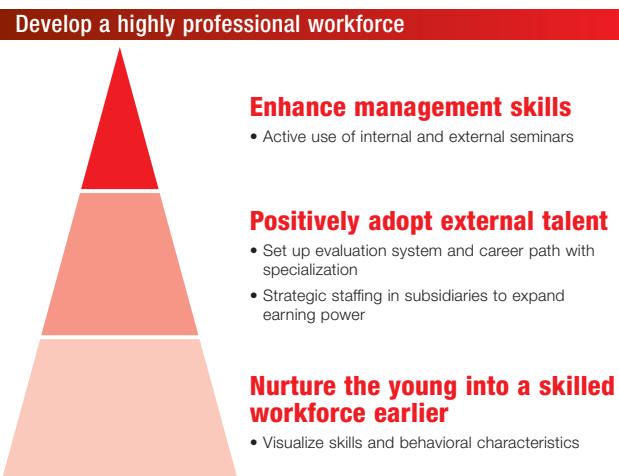 Develop a highly professional workforce
Enhance management skills
• Active use of internal and external seminars
Positively adopt external talent
• Set up evaluation system and career path with
specialization
• Strategic staffing in subsidiaries to expand
earning power
Nurture the young into a skilled
workforce earlier
• Visualize skills and behavioral characteristics